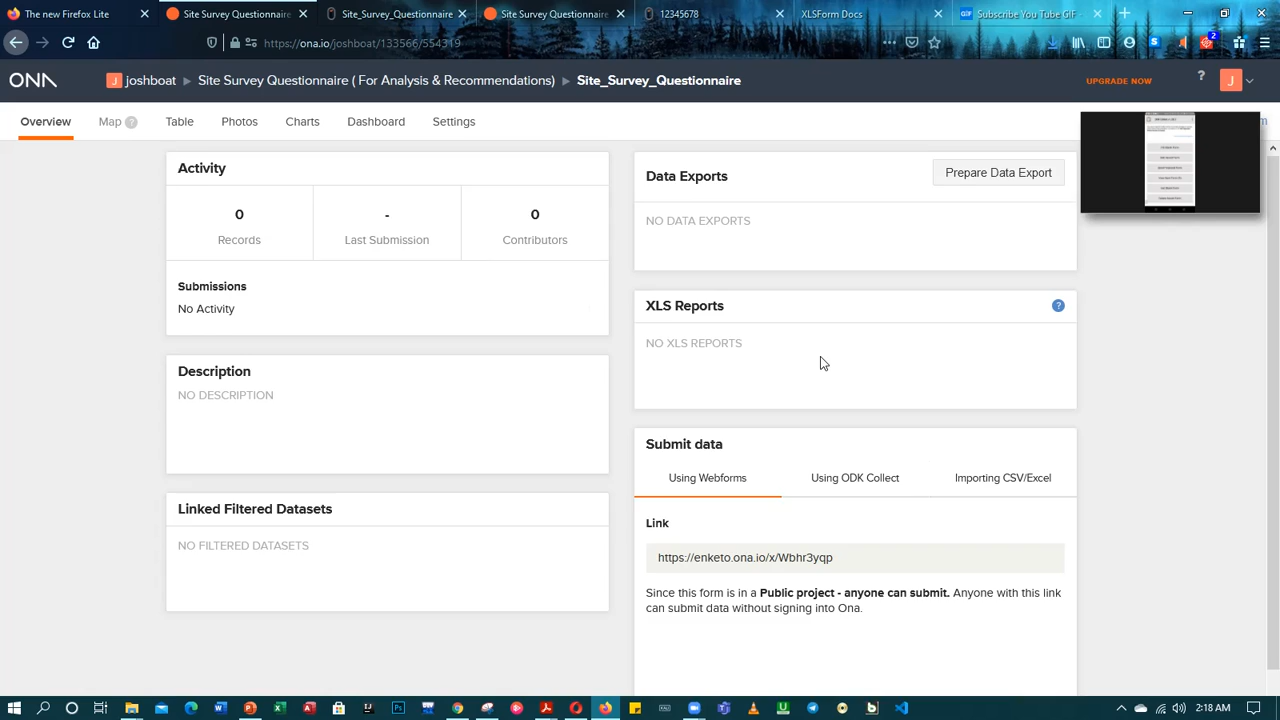 The new Firefox Lite
Site Survey Questionnaire
Site_Survey_Questionnaire
Site Survey Questionnaire
12345678
XLSForm Docs
Subscribe You Tube GIF -
https://ona.io/joshboat/133566/554319
2
ONA
J joshboat Site Survey Questionnaire ( For Analysis & Recommendations) Site_Survey_Questionnaire
UPGRADE NOW
?
J
Overview
Map ?
Table
Photos
Charts
Dashboard
Settings
Activity
0
-
0
Records
Last Submission
Contributors
Submissions
No Activity
Description
NO DESCRIPTION
Linked Filtered Datasets
NO FILTERED DATASETS
Data Exports
Prepare Data Export
NO DATA EXPORTS
XLS Reports
?
NO XLS REPORTS
Submit data
Using Webforms
Using ODK Collect
Importing CSV/Excel
Link
https://enketo.ona.io/x/Wbhr3yqp
Since this form is in a Public project - anyone can submit. Anyone with this link
can submit data without signing into Ona.
2:18 AM